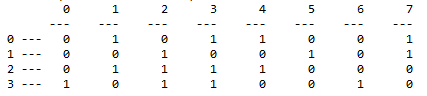 0 1 2 3 4 5 6 7
--- --- --- --- --- --- --- ---
0 --- 0 1 0 1 1 0 0 1
1 --- 0 0 1 0 0 1 0 1
2 --- 0 1 1 1 1 0 0 0
3 --- 1 0 1 1 0 0 1 0